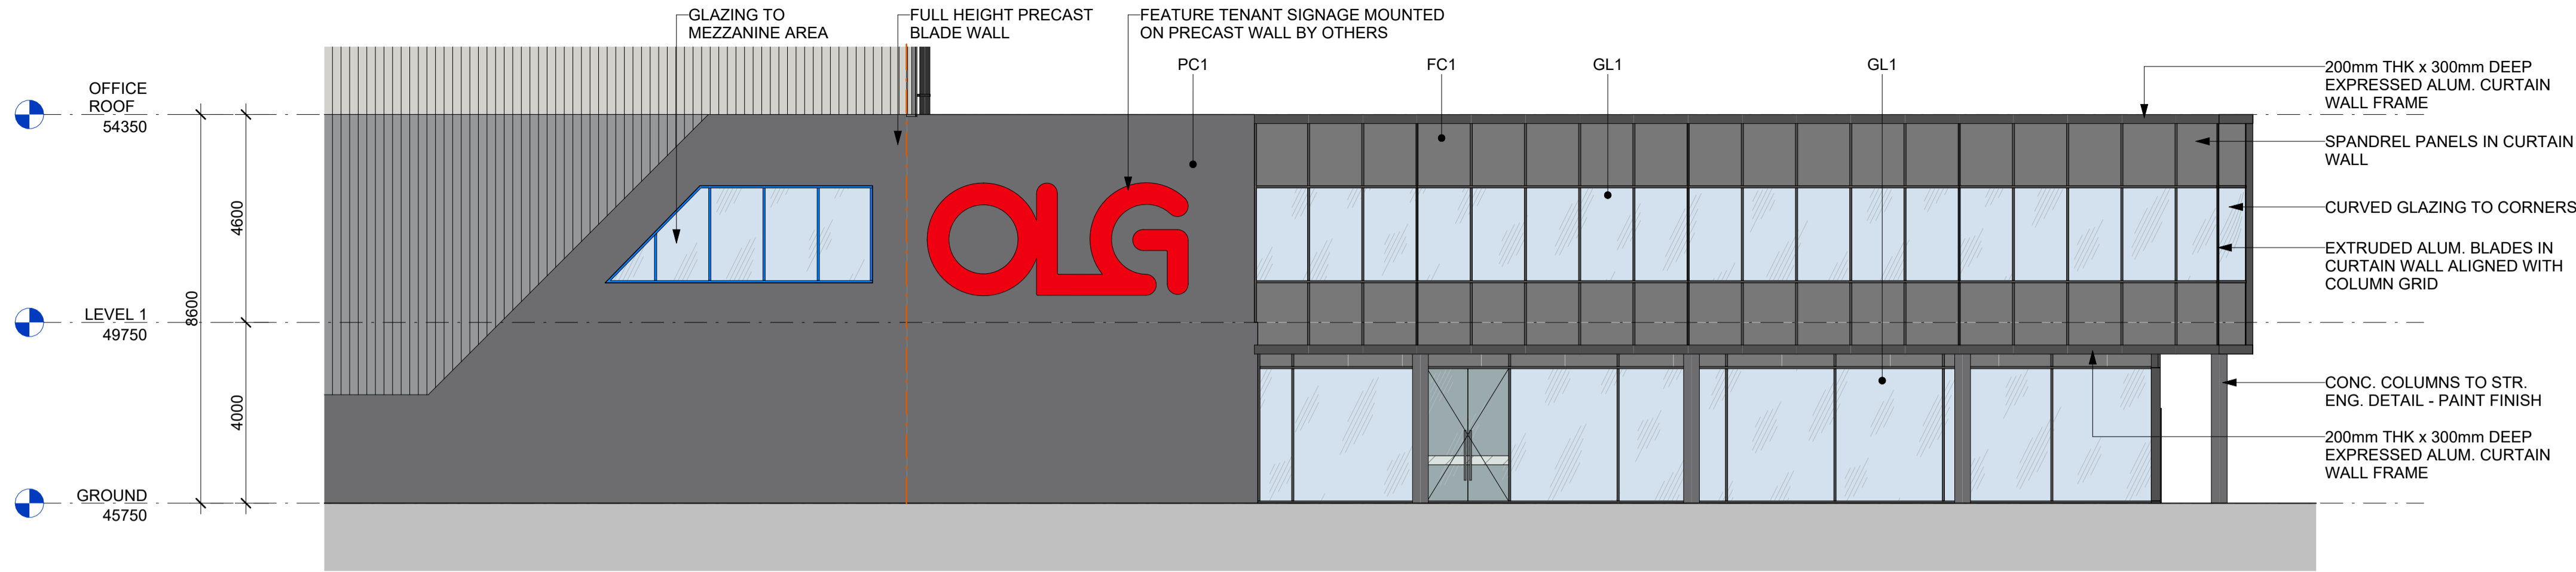 GLAZING TO
MEZZANINE AREA
FULL HEIGHT PRECAST
BLADE WALL
FEATURE TENANT SIGNAGE MOUNTED
ON PRECAST WALL BY OTHERS
PC1
FC1
GL1
GL1
200mm THK x 300mm DEEP
EXPRESSED ALUM. CURTAIN
WALL FRAME
SPANDREL PANELS IN CURTAIN
WALL
CURVED GLAZING TO CORNERS
EXTRUDED ALUM. BLADES IN
CURTAIN WALL ALIGNED WITH
COLUMN GRID
CONC. COLUMNS TO STR.
ENG. DETAIL - PAINT FINISH
200mm THK x 300mm DEEP
EXPRESSED ALUM. CURTAIN
WALL FRAME
OFFICE
ROOF
54350
LEVEL 1
49750
GROUND
45750
8600
4600
4000
OLG